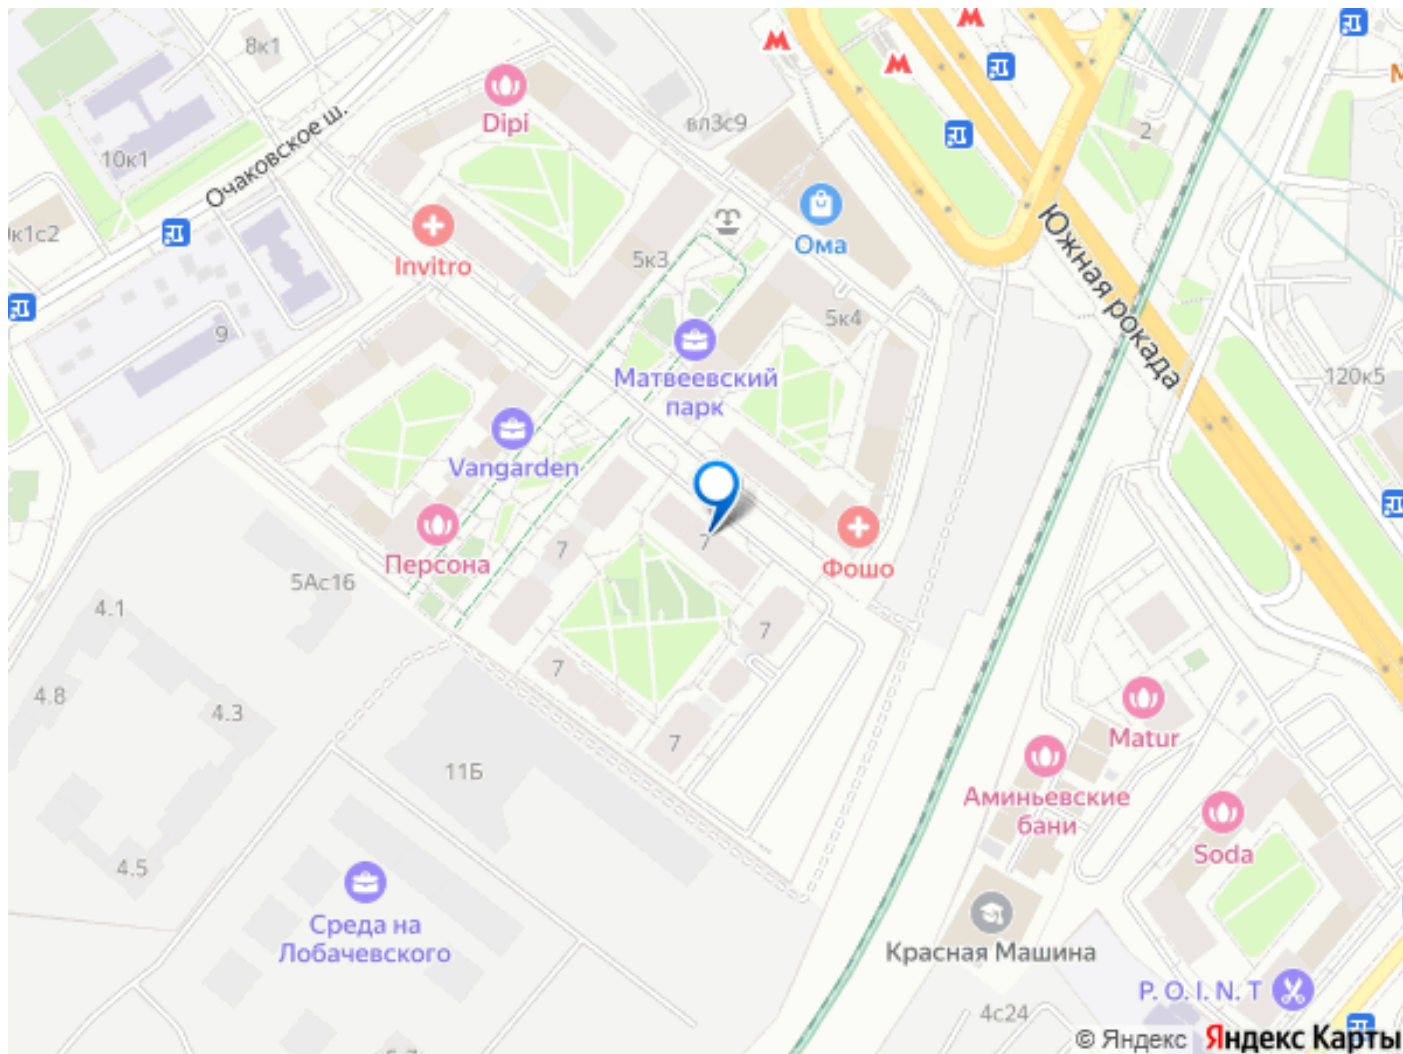 8к1
Dipi
вл3с9
2
10к1
Очаковское ш.
Ома
к1с2
Invitro
5к3
Южная рокада
5к4
9
Матвеевский
парк
120к5
Vangarden
7
Персона
7
Фошо
5Ас16
4.1
7
7
4.8
4.3
7
Matur
11Б
Аминьевские
бани
4.5
Soda
Среда на
Лобачевского
Красная Машина
P. O. I. N. T
4с24
© Яндекс Яндекс Карты